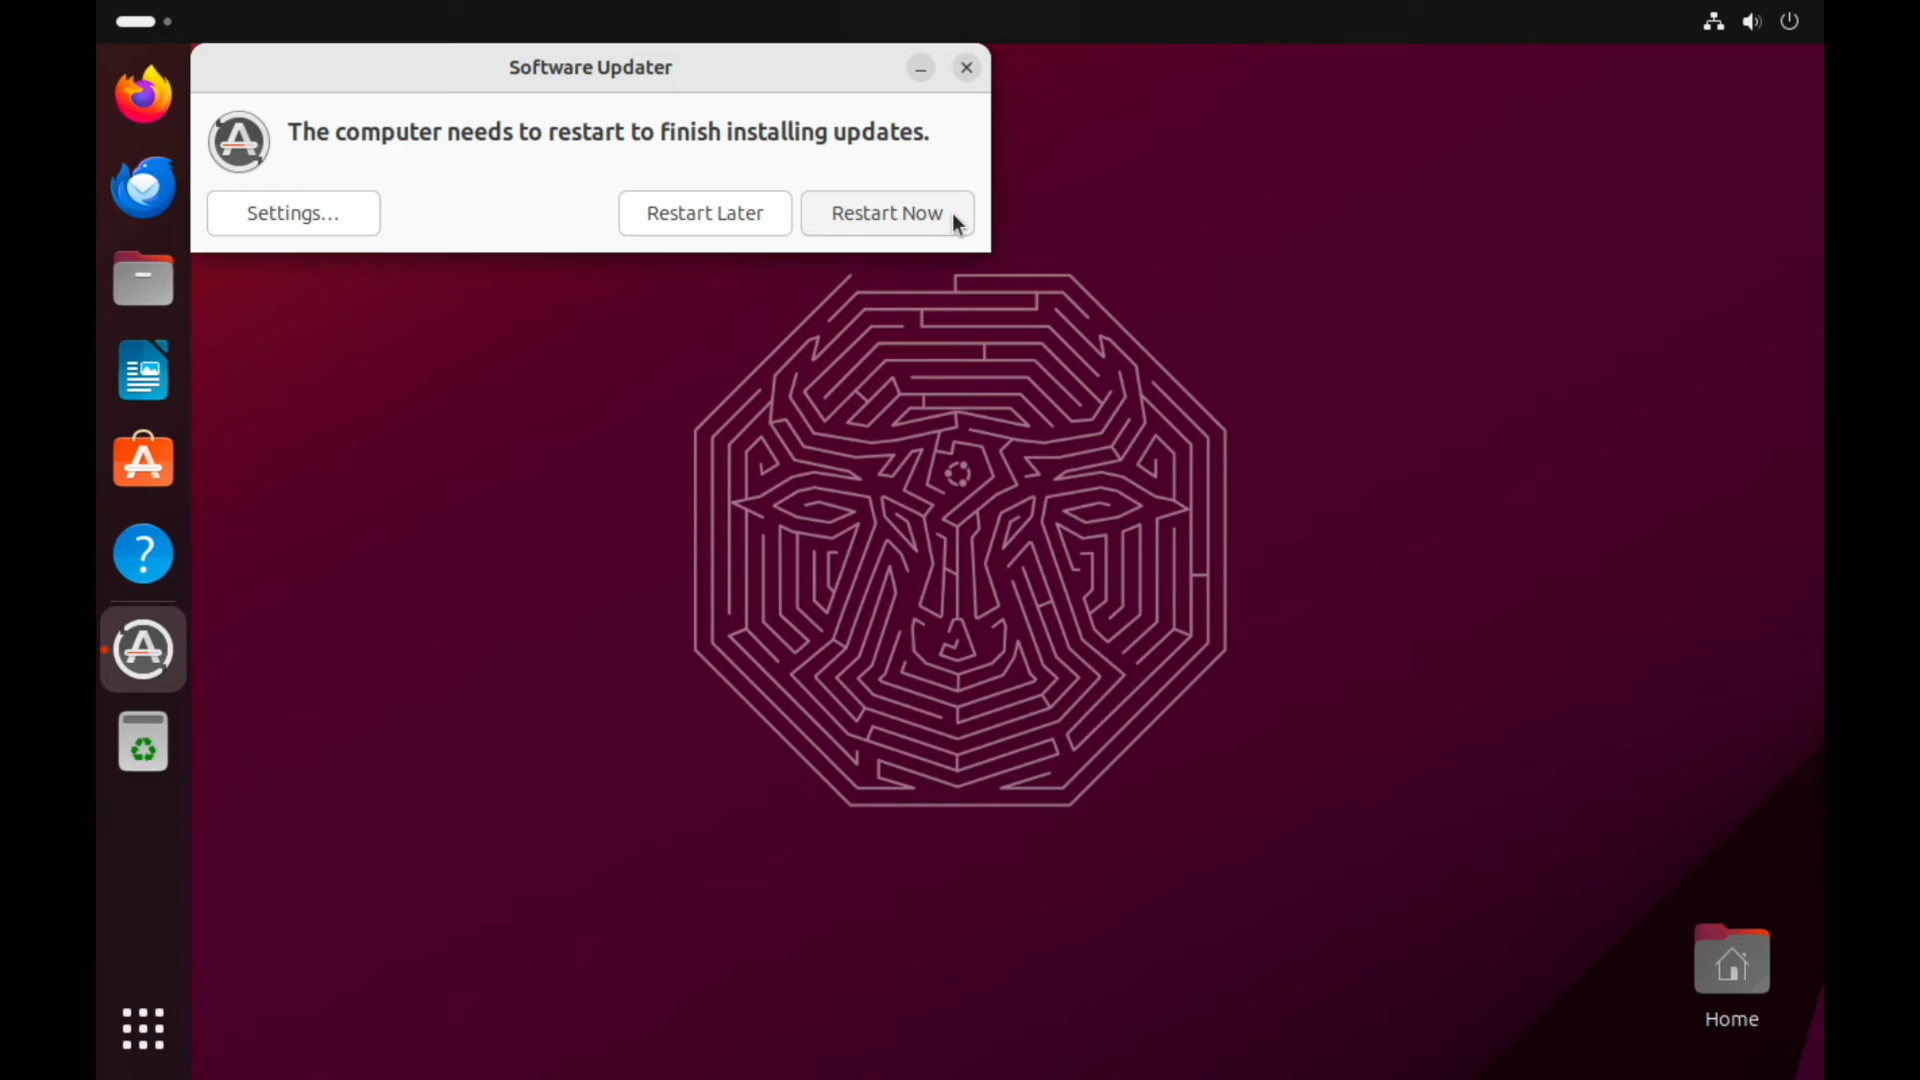 Software Updater
The computer needs to restart to finish installing updates.
Settings...
Restart Later
Restart Now
Home